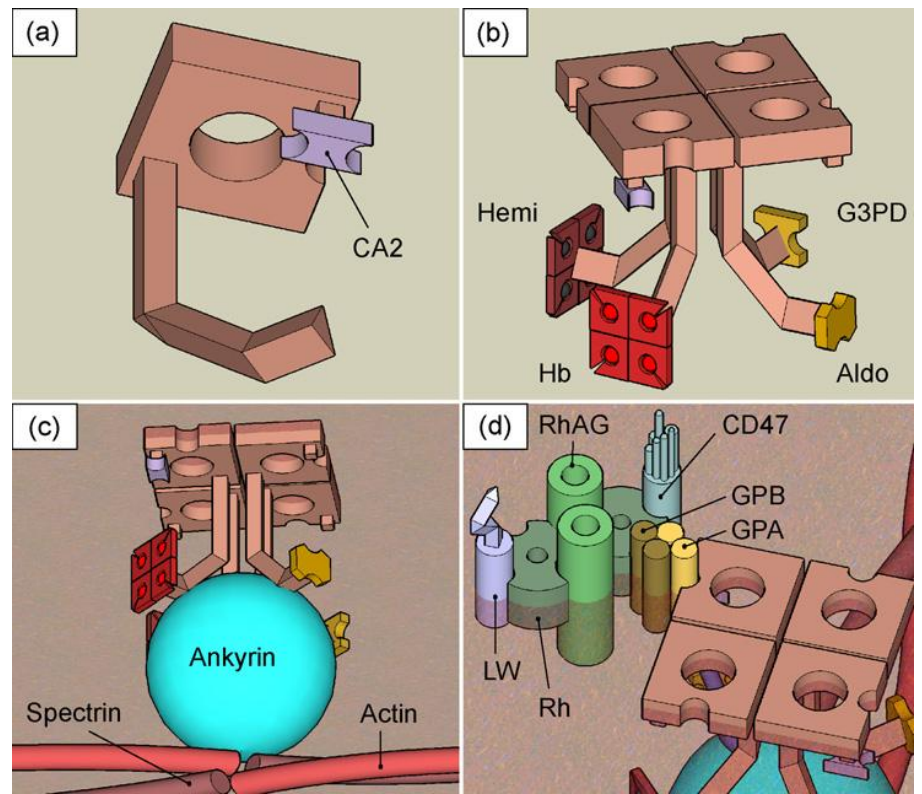 (a)
CA2
(b)
Hemi
G3PD
Hb
Aldo
(c)
Ankyrin
Spectrin
Actin
(d)
RhAG
CD47
GPB
GPA
LW
Rh